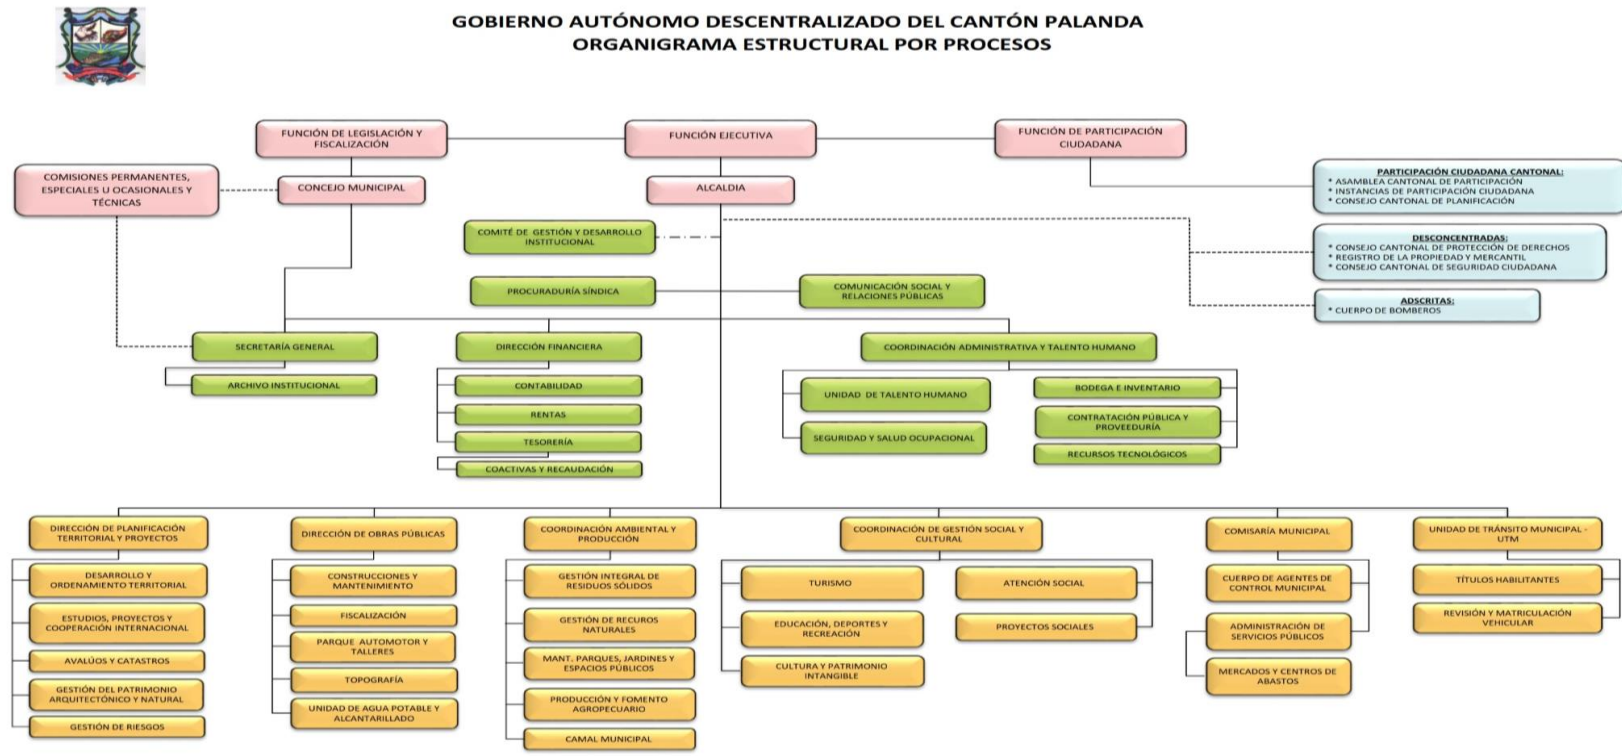 GOBIERNO AUTÓNOMO DESCENTRALIZADO DEL CANTÓN PALANDA
ORGANIGRAMA ESTRUCTURAL POR PROCESOS
FUNCIÓN DE LEGISLACIÓN Y
FISCALIZACIÓN
FUNCIÓN EJECUTIVA
FUNCIÓN DE PARTICIPACIÓN
CIUDADANA
COMISIONES PERMANENTES,
ESPECIALES U OCASIONALES Y
TÉCNICAS
CONCEJO MUNICIPAL
ALCALDIA
PARTICIPACIÓN CIUDADANA CANTONAL:
* ASAMBLEA CANTONAL DE PARTICIPACIÓN
* INSTANCIAS DE PARTICIPACIÓN CIUDADANA
* CONSEJO CANTONAL DE PLANIFICACIÓN
COMITÉ DE GESTIÓN Y DESARROLLO
INSTITUCIONAL
DESCONCENTRADAS:
* CONSEJO CANTONAL DE PROTECCIÓN DE DERECHOS
* REGISTRO DE LA PROPIEDAD Y MERCANTIL
* CONSEJO CANTONAL DE SEGURIDAD CIUDADANA
PROCURADURÍA SÍNDICA
COMUNICACIÓN SOCIAL Y
RELACIONES PÚBLICAS
ADSCRITAS:
* CUERPO DE BOMBEROS
SECRETARÍA GENERAL
ARCHIVO INSTITUCIONAL
DIRECCIÓN FINANCIERA
CONTABILIDAD
RENTAS
TESORERÍA
COACTIVAS Y RECAUDACIÓN
COORDINACIÓN ADMINISTRATIVA Y TALENTO HUMANO
UNIDAD DE TALENTO HUMANO
SEGURIDAD Y SALUD OCUPACIONAL
BODEGA E INVENTARIO
CONTRATACIÓN PÚBLICA Y
PROVEEDURÍA
RECURSOS TECNOLÓGICOS
DIRECCIÓN DE PLANIFICACIÓN
TERRITORIAL Y PROYECTOS
DESARROLLO Y
ORDENAMIENTO TERRITORIAL
ESTUDIOS, PROYECTOS Y
COOPERACIÓN INTERNACIONAL
AVALÚOS Y CATASTROS
GESTIÓN DEL PATRIMONIO
ARQUITECTÓNICO Y NATURAL
GESTIÓN DE RIESGOS
DIRECCIÓN DE OBRAS PÚBLICAS
CONSTRUCCIONES Y
MANTENIMIENTO
FISCALIZACIÓN
PARQUE AUTOMOTOR Y
TALLERES
TOPOGRAFÍA
UNIDAD DE AGUA POTABLE Y
ALCANTARILLADO
COORDINACIÓN AMBIENTAL Y
PRODUCCIÓN
GESTIÓN INTEGRAL DE
RESIDUOS SÓLIDOS
GESTIÓN DE RECUROS
NATURALES
MANT. PARQUES, JARDINES Y
ESPACIOS PÚBLICOS
PRODUCCIÓN Y FOMENTO
AGROPECUARIO
CAMAL MUNICIPAL
COORDINACIÓN DE GESTIÓN SOCIAL Y
CULTURAL
TURISMO
EDUCACIÓN, DEPORTES Y
RECREACIÓN
CULTURA Y PATRIMONIO
INTANGIBLE
ATENCIÓN SOCIAL
PROYECTOS SOCIALES
COMISARÍA MUNICIPAL
CUERPO DE AGENTES DE
CONTROL MUNICIPAL
ADMINISTRACIÓN DE
SERVICIOS PÚBLICOS
MERCADOS Y CENTROS DE
ABASTOS
UNIDAD DE TRÁNSITO MUNICIPAL -
UTM
TÍTULOS HABILITANTES
REVISIÓN Y MATRICULACIÓN
VEHICULAR